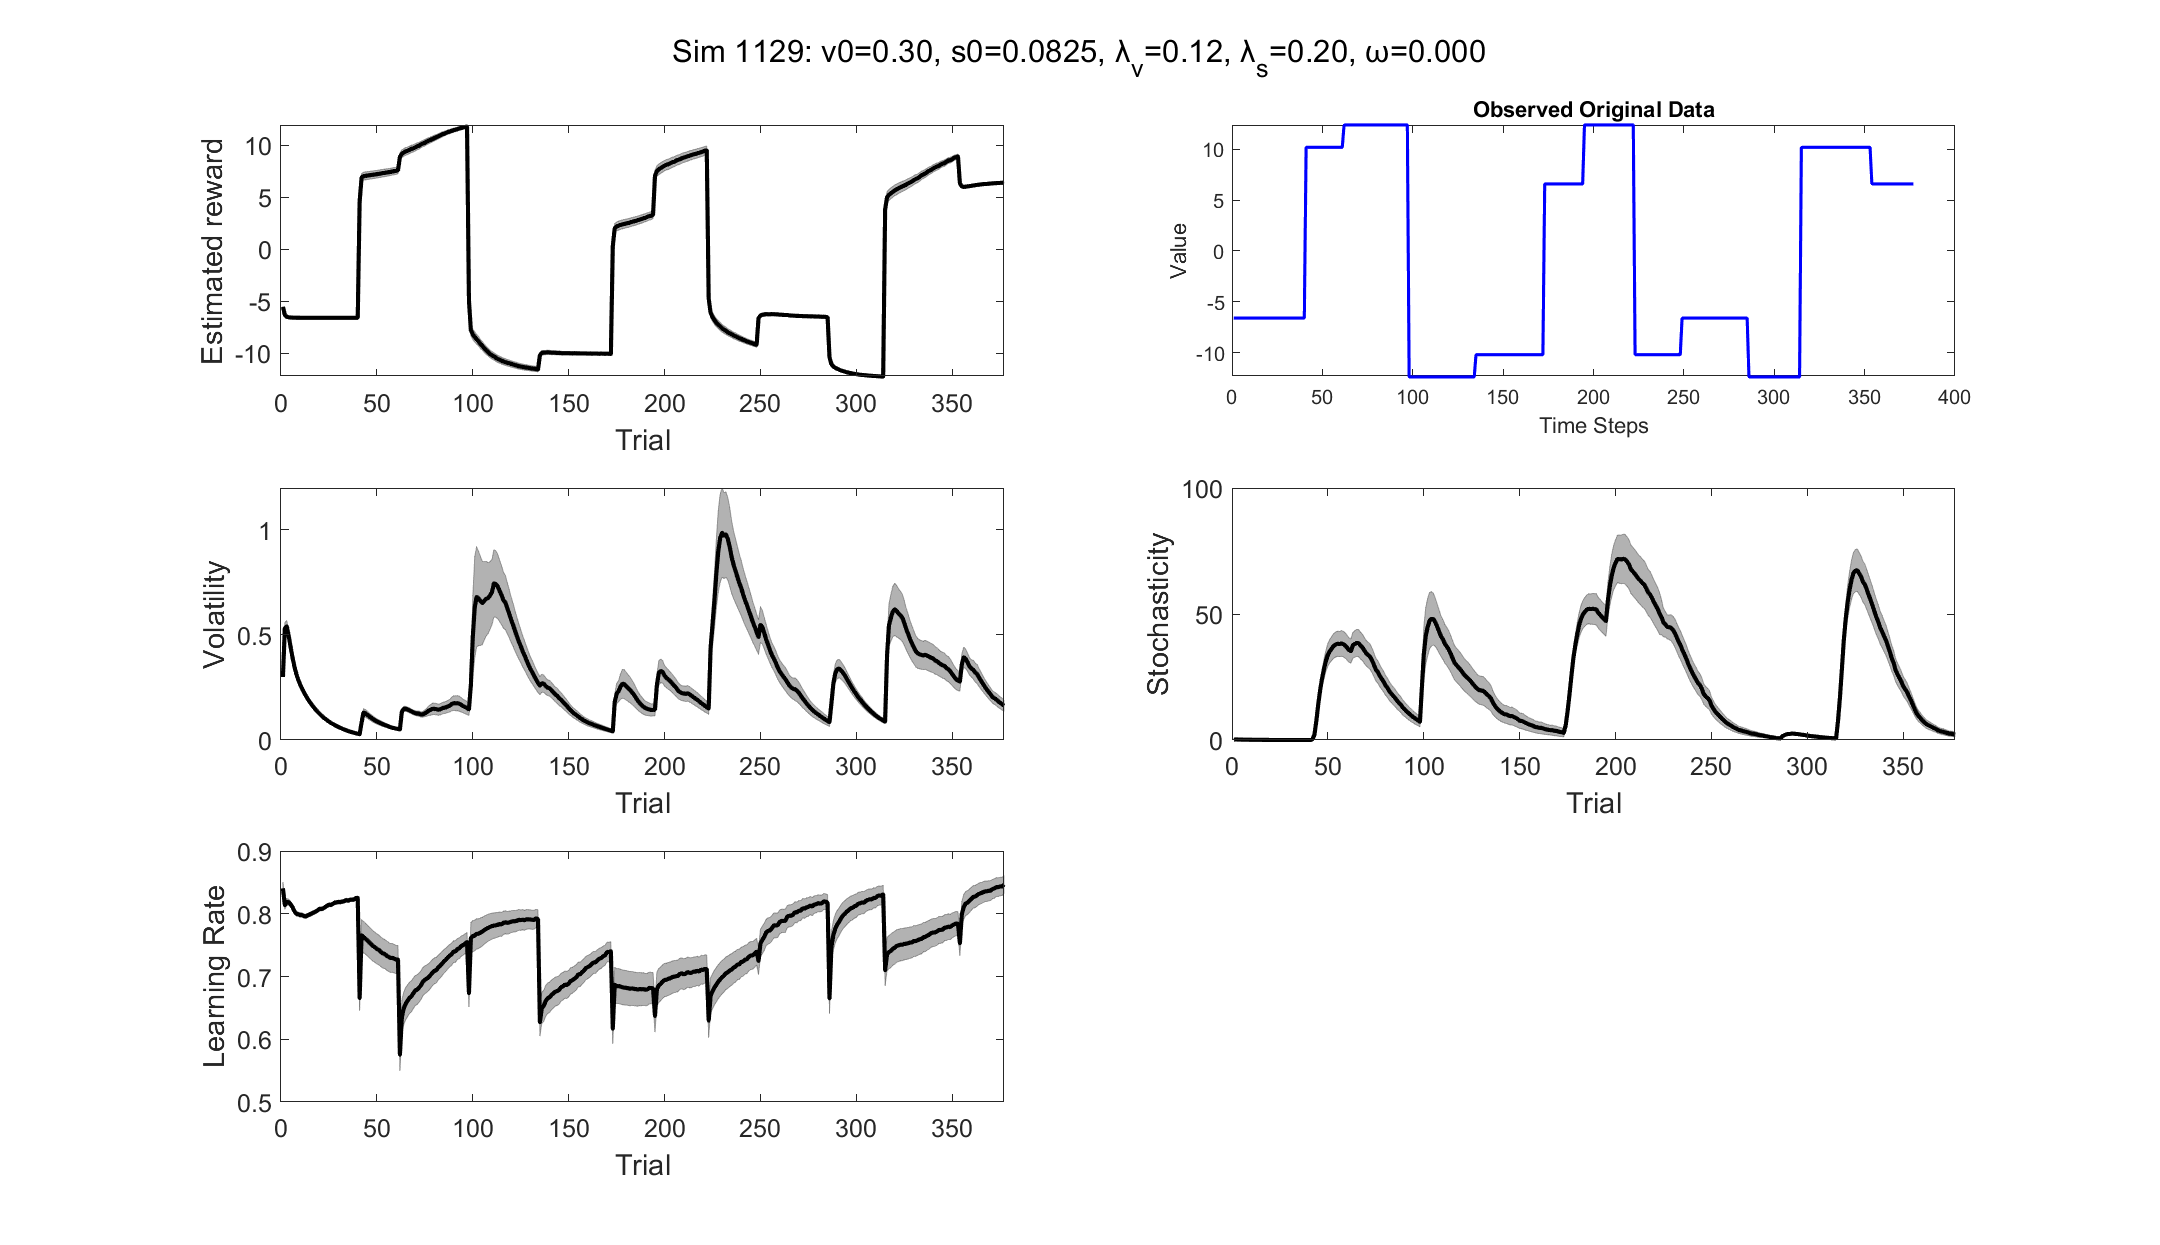 Sim 1129: v0=0.30, s0=0.0825, λ_v=0.12, λ_s=0.20, ω=0.000
Estimated reward
10
5
0
-5
-10
0 50 100 150 200 250 300 350
Trial
Observed Original Data
Value
10
5
0
-5
-10
0 50 100 150 200 250 300 350 400
Time Steps
Volatility
1
0.5
0
0 50 100 150 200 250 300 350
Trial
Stochasticity
100
50
0
0 50 100 150 200 250 300 350
Trial
Learning Rate
0.9
0.8
0.7
0.6
0.5
0 50 100 150 200 250 300 350
Trial